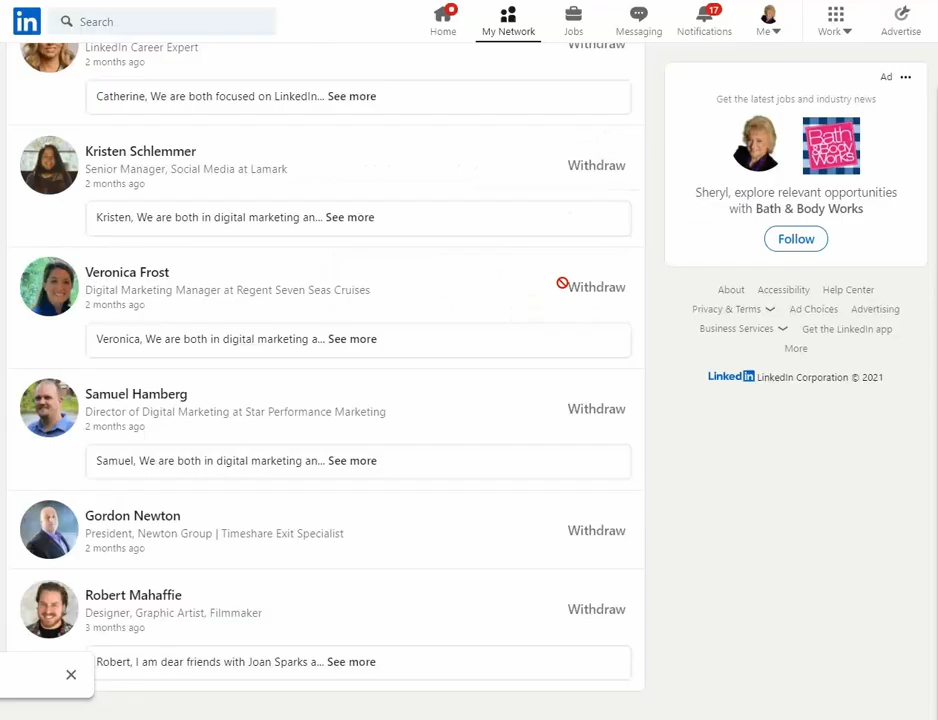 in
Search
Home
My Network
Jobs
Messaging
17
Notifications
Me
Work
Advertise
LinkedIn Career Expert
2 months ago
Withdraw
Catherine, We are both focused on LinkedIn... See more
Kristen Schlemmer
Senior Manager, Social Media at Lamark
2 months ago
Withdraw
Kristen, We are both in digital marketing an... See more
Veronica Frost
Digital Marketing Manager at Regent Seven Seas Cruises
2 months ago
Withdraw
Veronica, We are both in digital marketing a... See more
Samuel Hamberg
Director of Digital Marketing at Star Performance Marketing
2 months ago
Withdraw
Samuel, We are both in digital marketing an... See more
Gordon Newton
President, Newton Group | Timeshare Exit Specialist
2 months ago
Withdraw
Robert Mahaffie
Designer, Graphic Artist, Filmmaker
3 months ago
Withdraw
Robert, I am dear friends with Joan Sparks a... See more
Ad
Get the latest jobs and industry news
Bath
&Body
Works
Sheryl, explore relevant opportunities
with Bath & Body Works
Follow
About Accessibility Help Center
Privacy & Terms Ad Choices Advertising
Business Services Get the LinkedIn app
More
LinkedIn LinkedIn Corporation © 2021